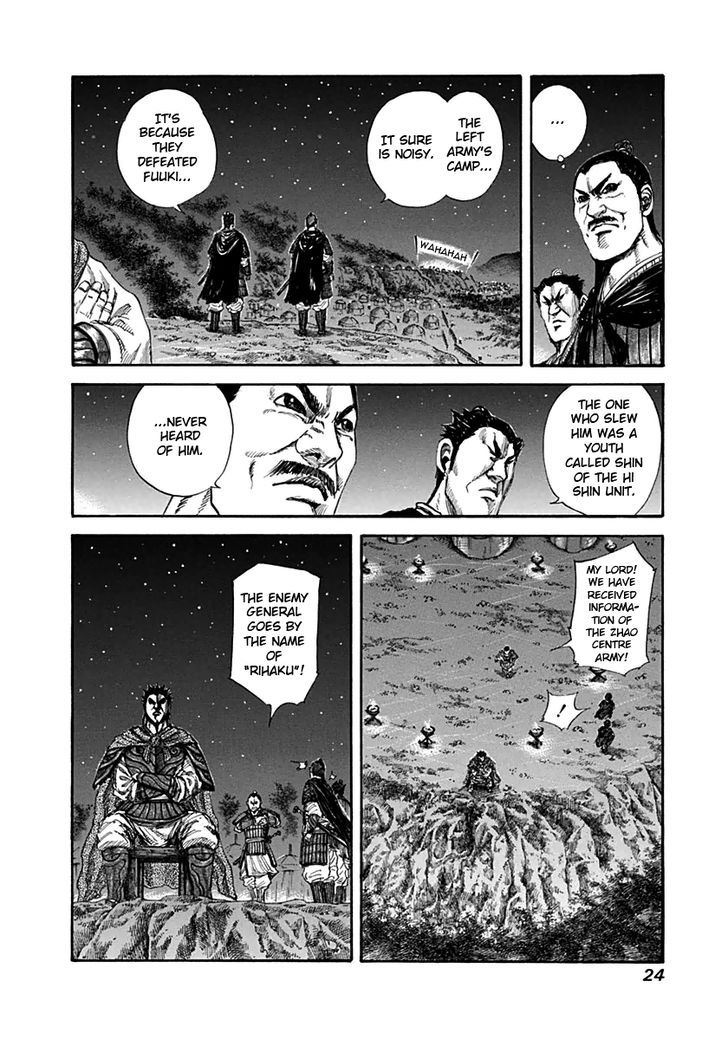 ...
THE
LEFT
ARMY'S
CAMP...
IT SURE
IS NOISY.
WAHAHAH
IT'S
BECAUSE
THEY
DEFEATED
FUUKI...
THE ONE
WHO SLEW
HIM WAS A
YOUTH
CALLED SHIN
OF THE HI
SHIN UNIT.
...NEVER
HEARD
OF HIM.
MY LORD!
WE HAVE
RECEIVED
INFORMA-
TION OF
THE ZHAO
CENTRE
ARMY!
!
THE ENEMY
GENERAL
GOES BY
THE NAME
OF
"RIHAKU"!
24